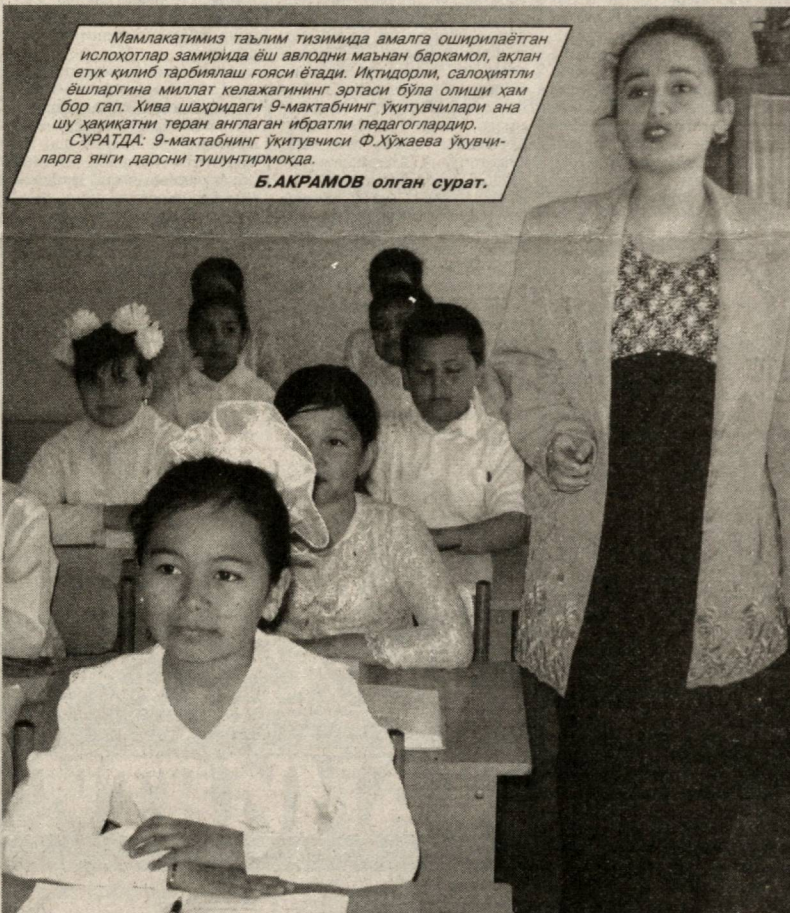 Мамлакатимиз таълим тизимида амалга оширилаётган
ислоҳотлар замирида ёш авлодни маънан баркамол, ақлан
етук қилиб тарбиялаш ғояси ётади. Иқтидорли, салоҳиятли
ёшларгина миллат келажагининг эртаси бўла олиши ҳам
бор гап. Хива шаҳридаги 9-мактабнинг ўқитувчилари ана
шу ҳақиқатни теран англаган ибратли педагоглардир.
СУРАТДА: 9-мактабнинг ўқитувчиси Ф.Хўжаева ўқувчи-
ларга янги дарсни тушунтирмоқда.
Б.АКРАМОВ олган сурат.